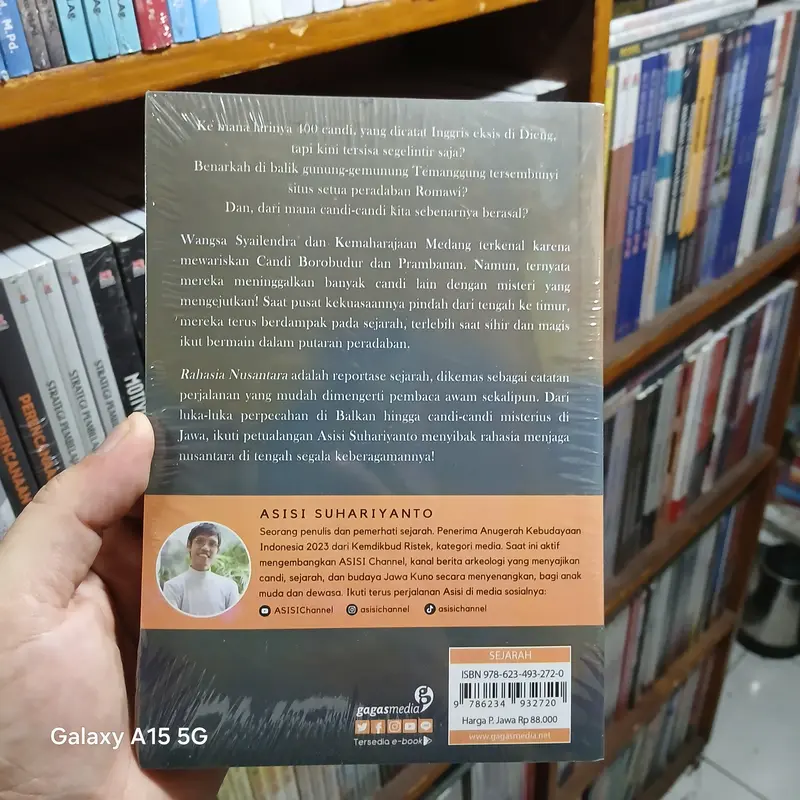 M.Pd.
Ke mana kirinya 400 candi, yang dicatat Inggris eksis di Dieng,
tapi kini tersisa segelintir saja?
Benarkah di balik gunung-gemunung Temanggung tersembunyi
situs setua peradaban Romawi?
Dan, dari mana candi-candi kita sebenarnya berasal?
Wangsa Syailendra dan Kemaharajaan Medang terkenal karena
mewariskan Candi Borobudur dan Prambanan. Namun, ternyata
mereka meninggalkan banyak candi lain dengan misteri yang
mengejutkan! Saat pusat kekuasaannya pindah dari tengah ke timur,
mereka terus berdampak pada sejarah, terlebih saat sihir dan magis
ikut bermain dalam putaran peradaban.
Rahasia Nusantara adalah reportase sejarah, dikemas sebagai catatan
perjalanan yang mudah dimengerti pembaca awam sekalipun. Dari
luka-luka perpecahan di Balkan hingga candi-candi misterius di
Jawa, ikuti petualangan Asisi Suhariyanto menyibak rahasia menjaga
nusantara di tengah segala keberagamannya!
ASISI SUHARIYANTO
Seorang penulis dan pemerhati sejarah. Penerima Anugerah Kebudayaan
Indonesia 2023 dari Kemdikbud Ristek, kategori media. Saat ini aktif
mengembangkan ASISI Channel, kanal berita arkeologi yang menyajikan
candi, sejarah, dan budaya Jawa Kuno secara menyenangkan, bagi anak
muda dan dewasa. Ikuti terus perjalanan Asisi di media sosialnya:
ASISIChannel asisichannel asisichannel
SEJARAH
ISBN 978-623-493-272-0
9 786234 932720
Harga P. Jawa Rp 88.000
www.gagasmedia.net
gagasmedia
Tersedia e-book
STRATEGI PEMBELAJ
STRATEGI PEMBELA
Galaxy A15 5G